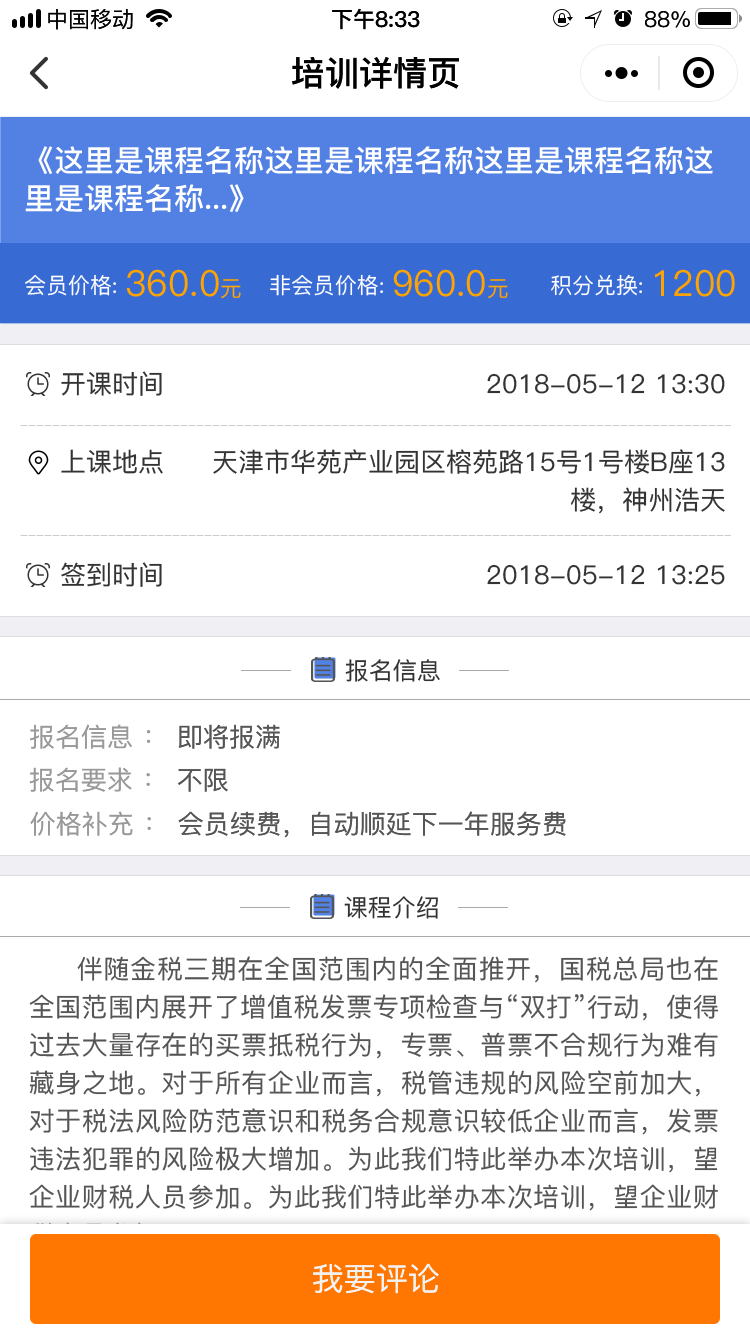 中国移动 下午8:33 88%
培训详情页
《这里是课程名称这里是课程名称这里是课程名称这
里是课程名称...》
会员价格: 360.0元 非会员价格: 960.0元 积分兑换: 1200
开课时间 2018-05-12 13:30
上课地点 天津市华苑产业园区榕苑路15号1号楼B座13
楼，神州浩天
签到时间 2018-05-12 13:25
报名信息
报名信息： 即将报满
报名要求： 不限
价格补充： 会员续费，自动顺延下一年服务费
课程介绍
伴随金税三期在全国范围内的全面推开，国税总局也在
全国范围内展开了增值税发票专项检查与“双打”行动，使得
过去大量存在的买票抵税行为，专票、普票不合规行为难有
藏身之地。对于所有企业而言，税管违规的风险空前加大，
对于税法风险防范意识和税务合规意识较低企业而言，发票
违法犯罪的风险极大增加。为此我们特此举办本次培训，望
企业财税人员参加。为此我们特此举办本次培训，望企业财
我要评论